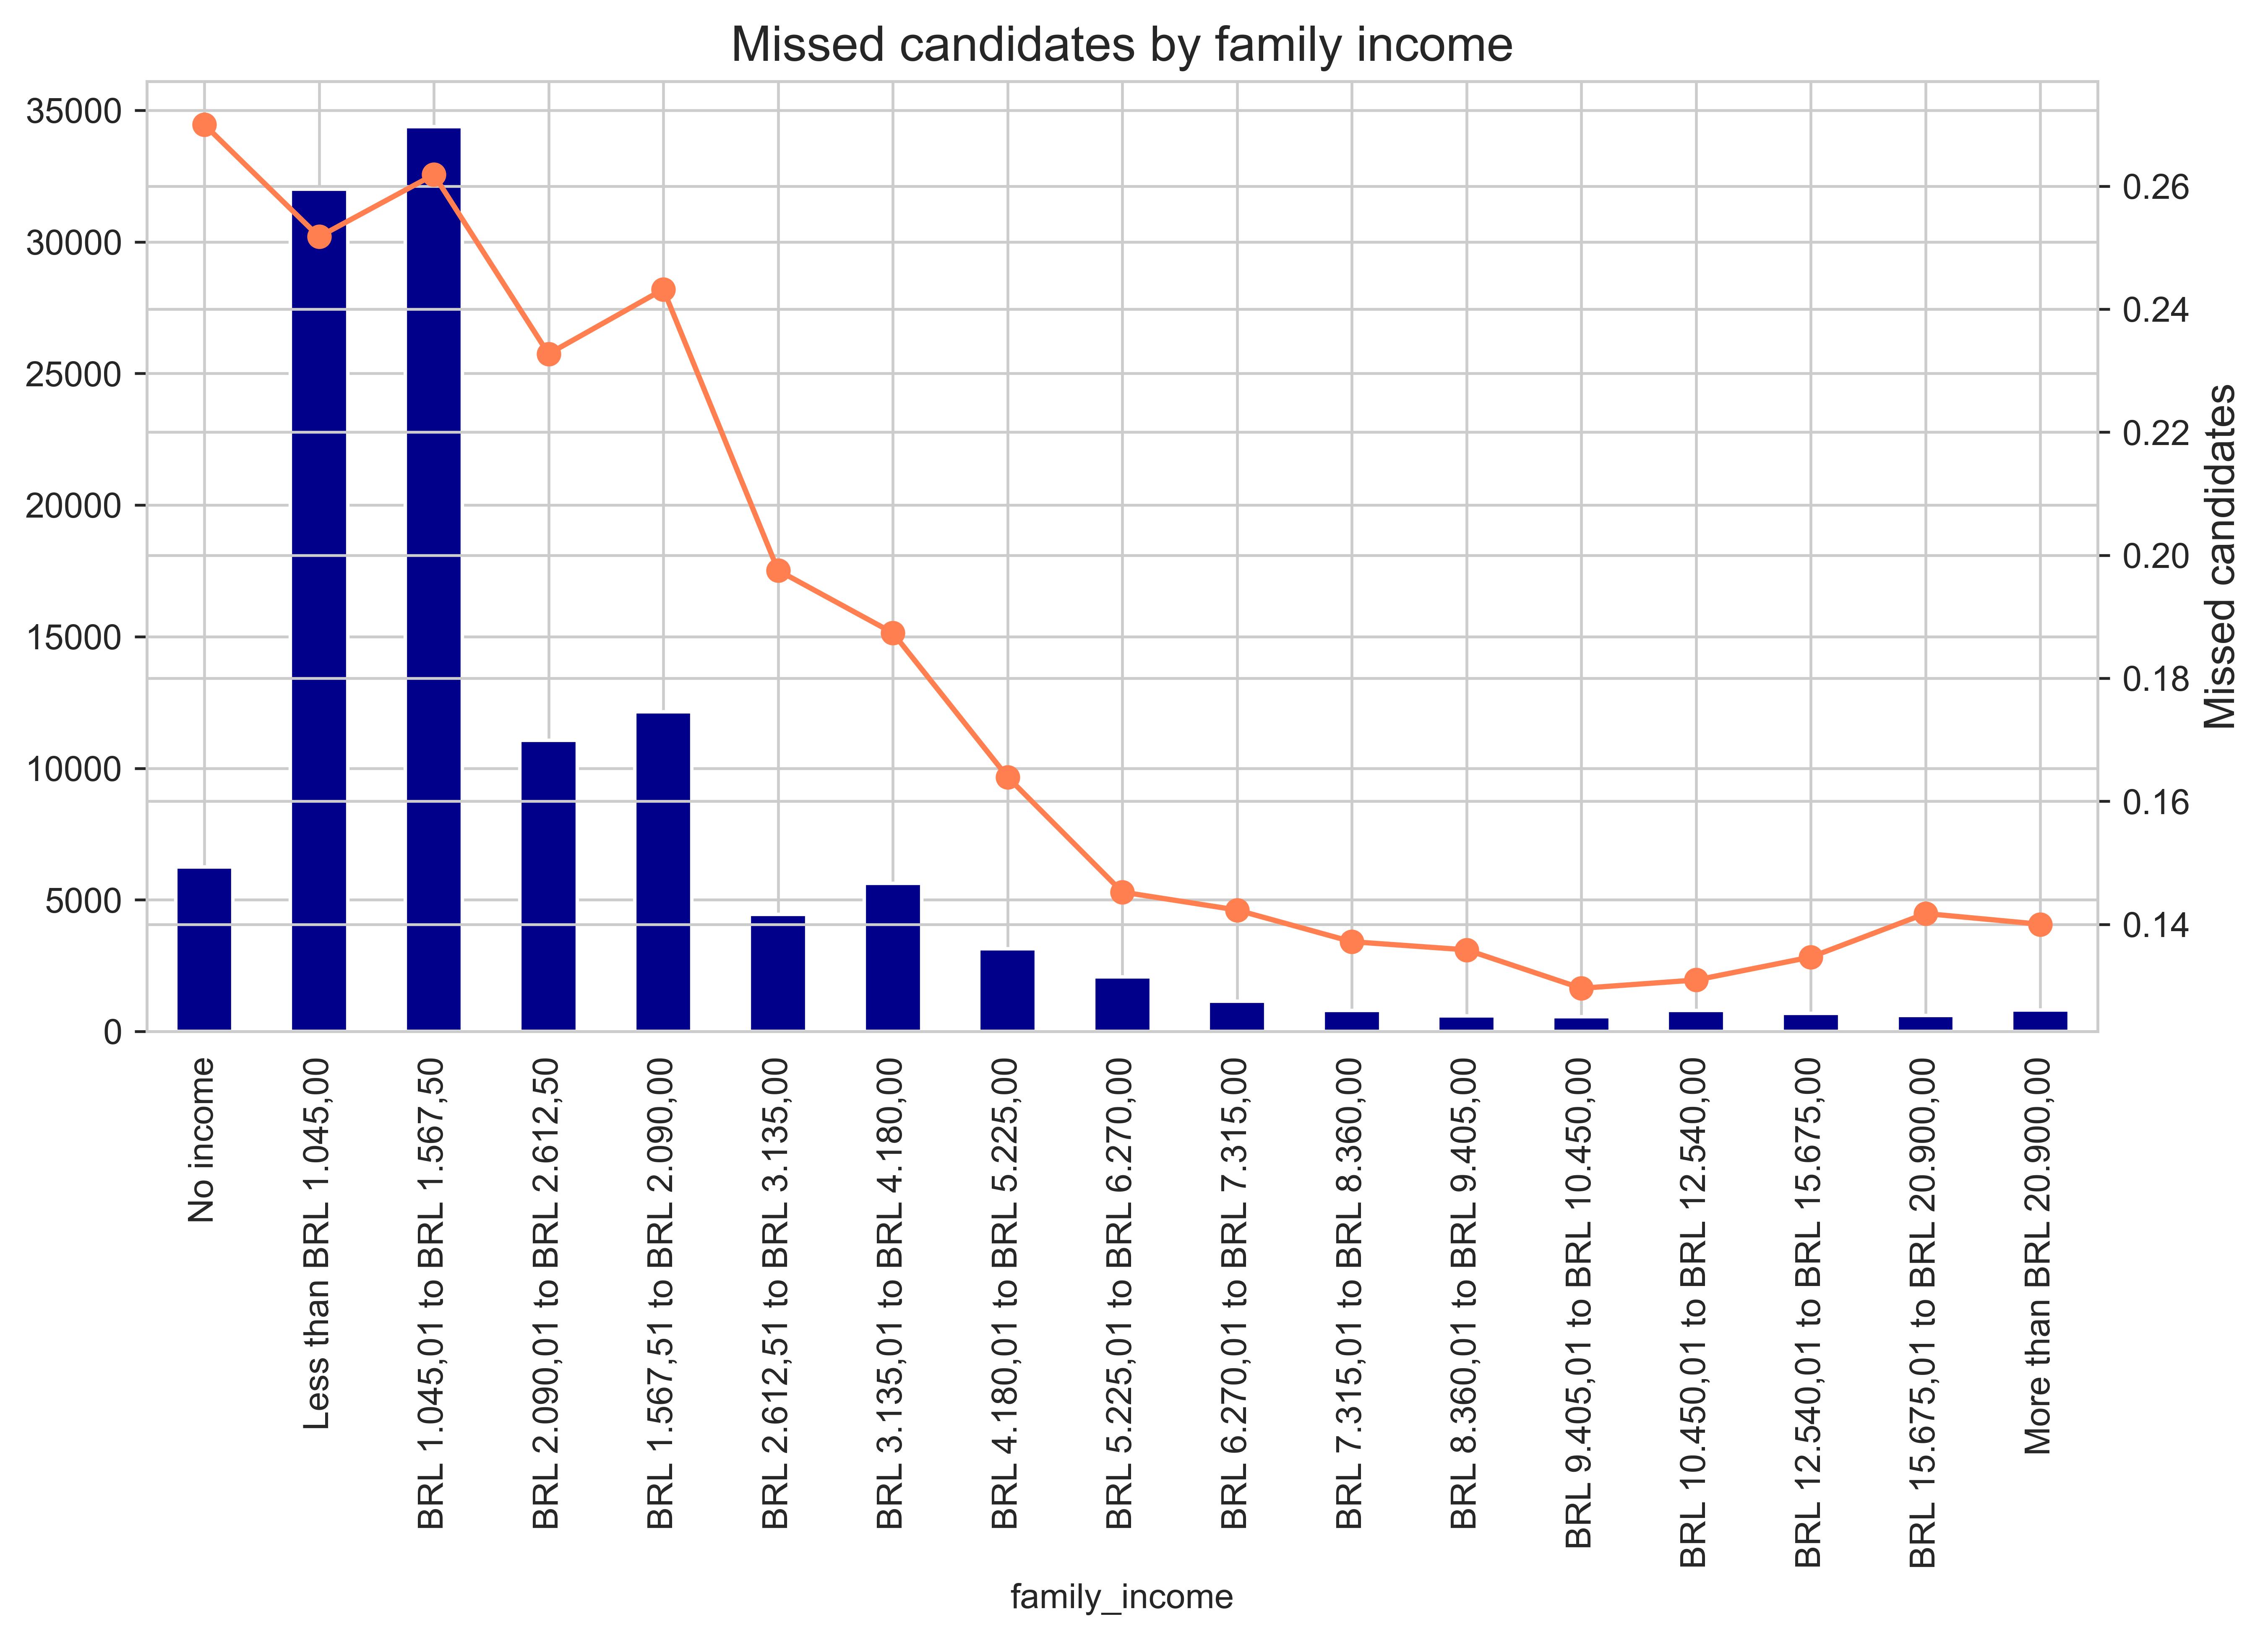 Missed candidates by family income
35000
30000
25000
20000
15000
10000
5000
0
0.26
0.24
0.22
0.20
0.18
0.16
0.14
Missed candidates
No income
Less than BRL 1.045,00
BRL 1.045,01 to BRL 1.567,50
BRL 2.090,01 to BRL 2.612,50
BRL 1.567,51 to BRL 2.090,00
BRL 2.612,51 to BRL 3.135,00
BRL 3.135,01 to BRL 4.180,00
BRL 4.180,01 to BRL 5.225,00
BRL 5.225,01 to BRL 6.270,00
BRL 6.270,01 to BRL 7.315,00
BRL 7.315,01 to BRL 8.360,00
BRL 8.360,01 to BRL 9.405,00
BRL 9.405,01 to BRL 10.450,00
BRL 10.450,01 to BRL 12.540,00
BRL 12.540,01 to BRL 15.675,00
BRL 15.675,01 to BRL 20.900,00
More than BRL 20.900,00
family_income